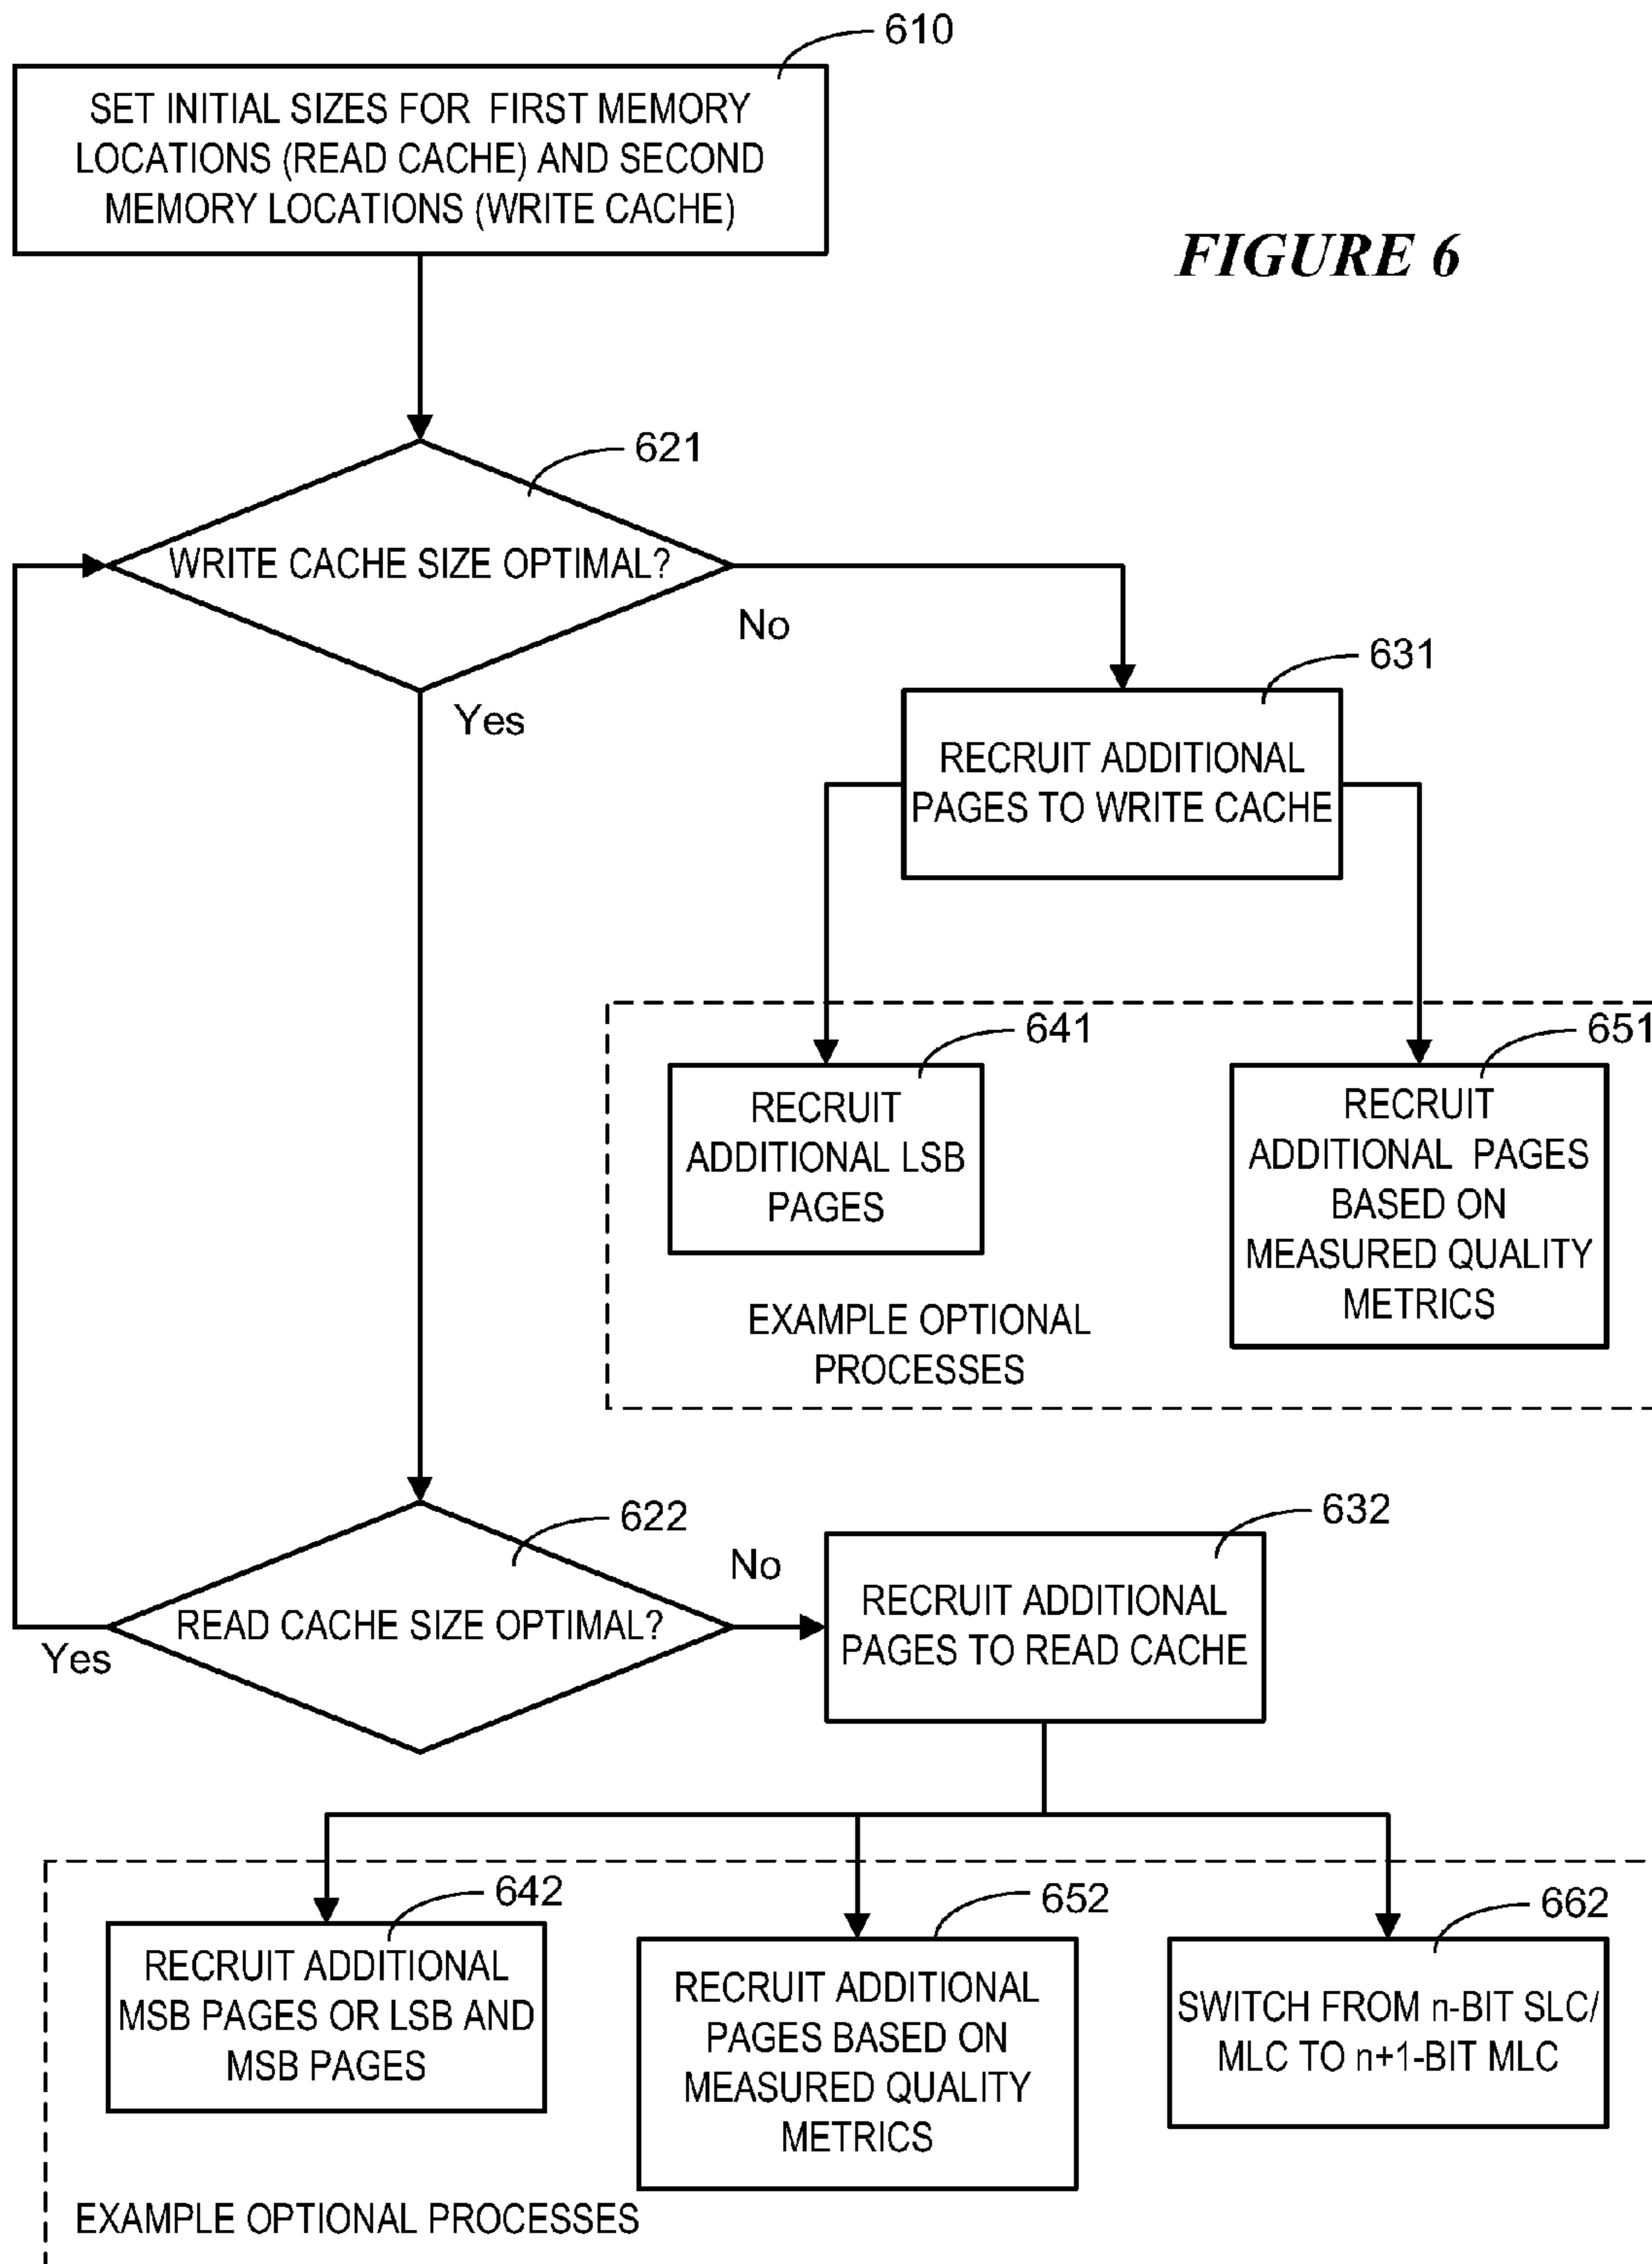 610
SET INITIAL SIZES FOR FIRST MEMORY
LOCATIONS (READ CACHE) AND SECOND
MEMORY LOCATIONS (WRITE CACHE)
FIGURE 6
621
WRITE CACHE SIZE OPTIMAL?
No
Yes
631
RECRUIT ADDITIONAL
PAGES TO WRITE CACHE
641
RECRUIT
ADDITIONAL LSB
PAGES
651
RECRUIT
ADDITIONAL PAGES
BASED ON
MEASURED QUALITY
METRICS
EXAMPLE OPTIONAL
PROCESSES
622
READ CACHE SIZE OPTIMAL?
No
Yes
632
RECRUIT ADDITIONAL
PAGES TO READ CACHE
642
RECRUIT ADDITIONAL
MSB PAGES OR LSB AND
MSB PAGES
652
RECRUIT ADDITIONAL
PAGES BASED ON
MEASURED QUALITY
METRICS
662
SWITCH FROM n-BIT SLC/
MLC TO n+1-BIT MLC
EXAMPLE OPTIONAL PROCESSES